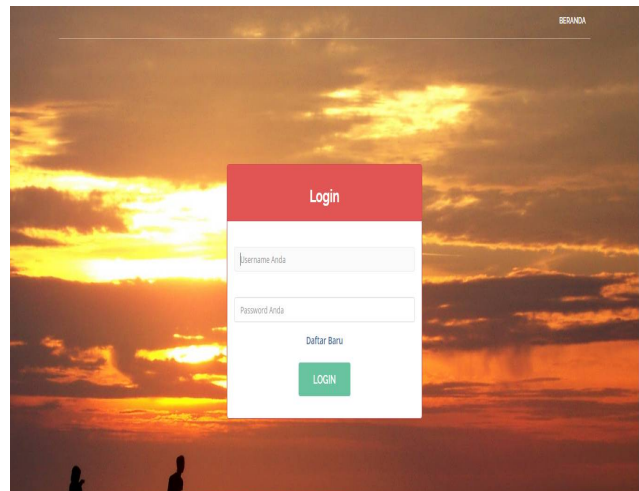 BERANDA
Login
Username Anda
Password Anda
Daftar Baru
LOGIN